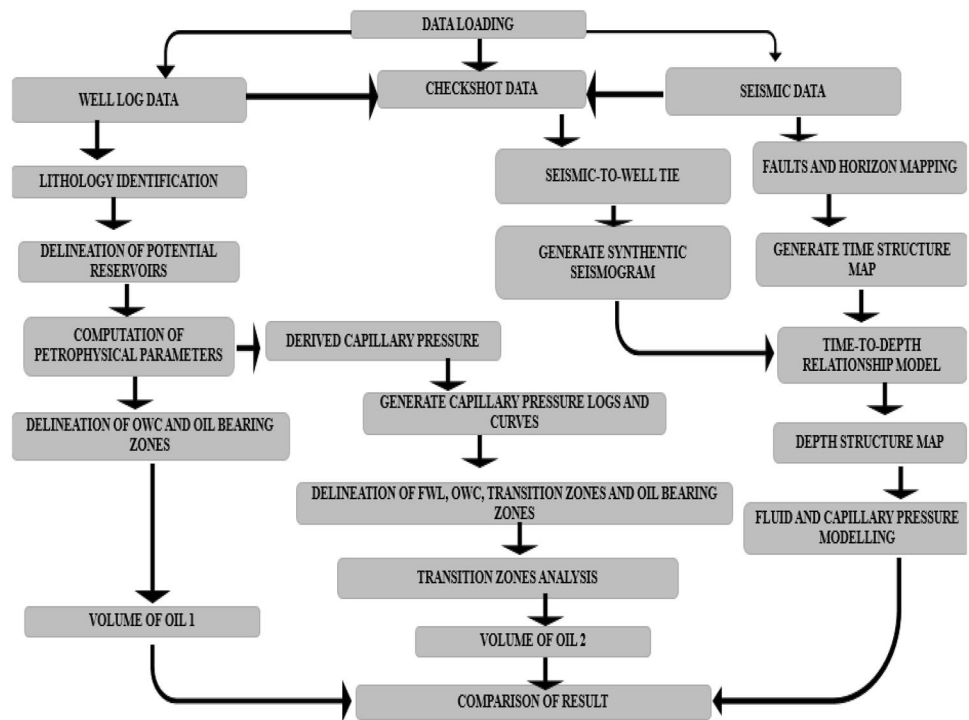 DATA LOADING
WELL LOG DATA
CHECKSHOT DATA
SEISMIC DATA
LITHOLOGY IDENTIFICATION
SEISMIC-TO-WELL TIE
FAULTS AND HORIZON MAPPING
DELINEATION OF POTENTIAL
RESERVOIRS
GENERATE SYNTHENTIC
SEISMOGRAM
GENERATE TIME STRUCTURE
MAP
COMPUTATION OF
PETROPHYSICAL PARAMETERS
DERIVED CAPILLARY PRESSURE
TIME-TO-DEPTH
RELATIONSHIP MODEL
DELINEATION OF OWC AND OIL BEARING
ZONES
GENERATE CAPILLARY PRESSURE LOGS AND
CURVES
DEPTH STRUCTURE MAP
DELINEATION OF FWL, OWC, TRANSITION ZONES AND OIL BEARING
ZONES
FLUID AND CAPILLARY PRESSURE
MODELLING
TRANSITION ZONES ANALYSIS
VOLUME OF OIL 1
VOLUME OF OIL 2
COMPARISON OF RESULT